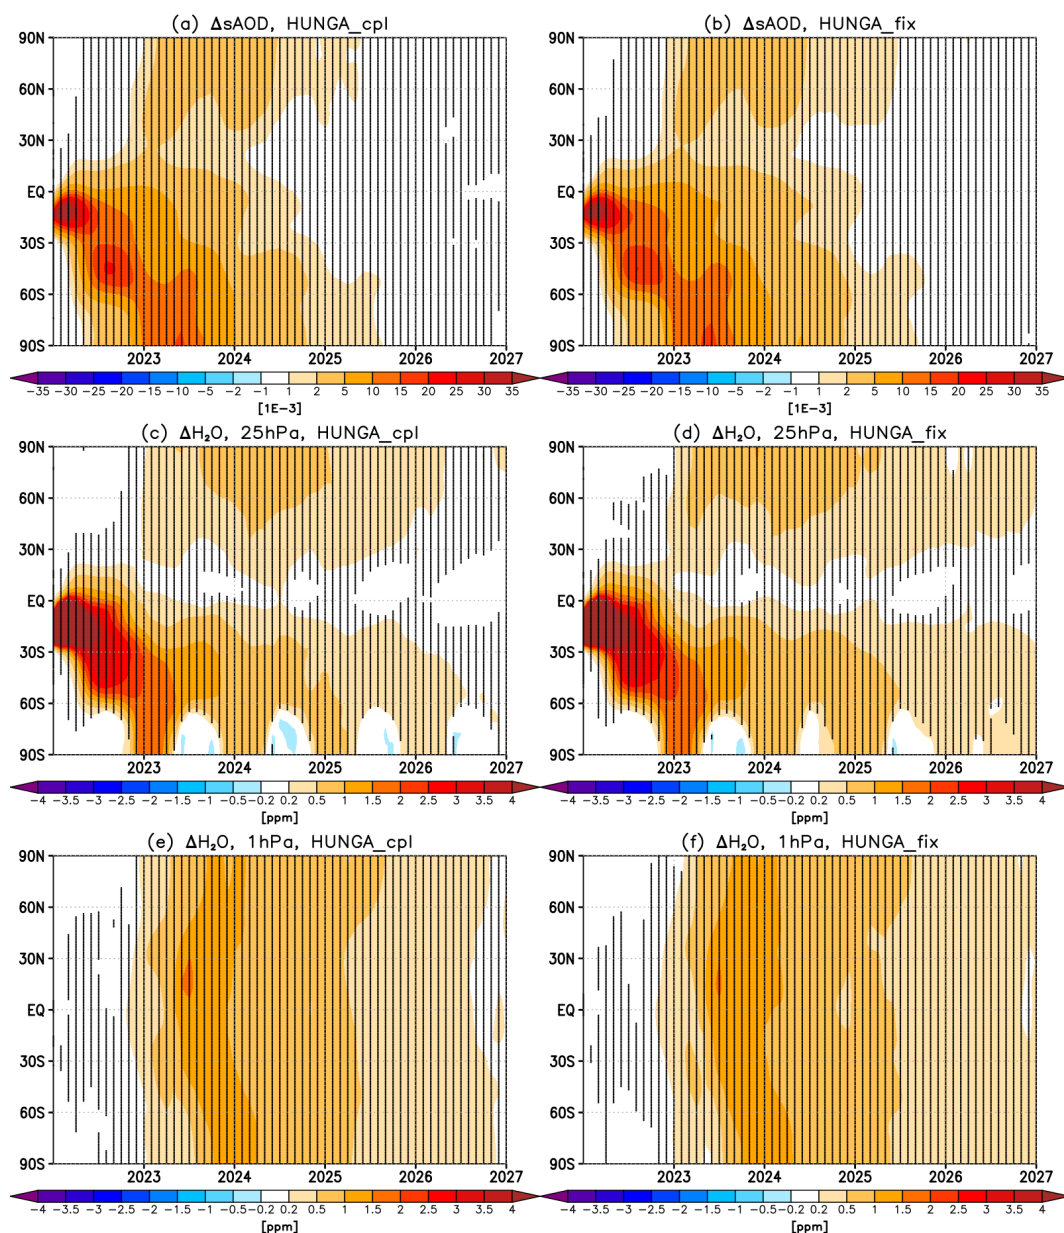 (a) ΔsAOD, HUNGA_cpl
(b) ΔsAOD, HUNGA_fix
90N
60N
30N
EQ
30S
60S
90S
2023 2024 2025 2026 2027
90N
60N
30N
EQ
30S
60S
90S
2023 2024 2025 2026 2027
−35 −30 −25 −20 −15 −10 −5 −2 −1 1 2 5 10 15 20 25 30 35
[1E−3]
−35 −30 −25 −20 −15 −10 −5 −2 −1 1 2 5 10 15 20 25 30 35
[1E−3]
(c) ΔH₂O, 25hPa, HUNGA_cpl
(d) ΔH₂O, 25hPa, HUNGA_fix
90N
60N
30N
EQ
30S
60S
90S
2023 2024 2025 2026 2027
90N
60N
30N
EQ
30S
60S
90S
2023 2024 2025 2026 2027
−4 −3.5 −3 −2.5 −2 −1.5 −1 −0.5 −0.2 0.2 0.5 1 1.5 2 2.5 3 3.5 4
[ppm]
−4 −3.5 −3 −2.5 −2 −1.5 −1 −0.5 −0.2 0.2 0.5 1 1.5 2 2.5 3 3.5 4
[ppm]
(e) ΔH₂O, 1hPa, HUNGA_cpl
(f) ΔH₂O, 1hPa, HUNGA_fix
90N
60N
30N
EQ
30S
60S
90S
2023 2024 2025 2026 2027
90N
60N
30N
EQ
30S
60S
90S
2023 2024 2025 2026 2027
−4 −3.5 −3 −2.5 −2 −1.5 −1 −0.5 −0.2 0.2 0.5 1 1.5 2 2.5 3 3.5 4
[ppm]
−4 −3.5 −3 −2.5 −2 −1.5 −1 −0.5 −0.2 0.2 0.5 1 1.5 2 2.5 3 3.5 4
[ppm]